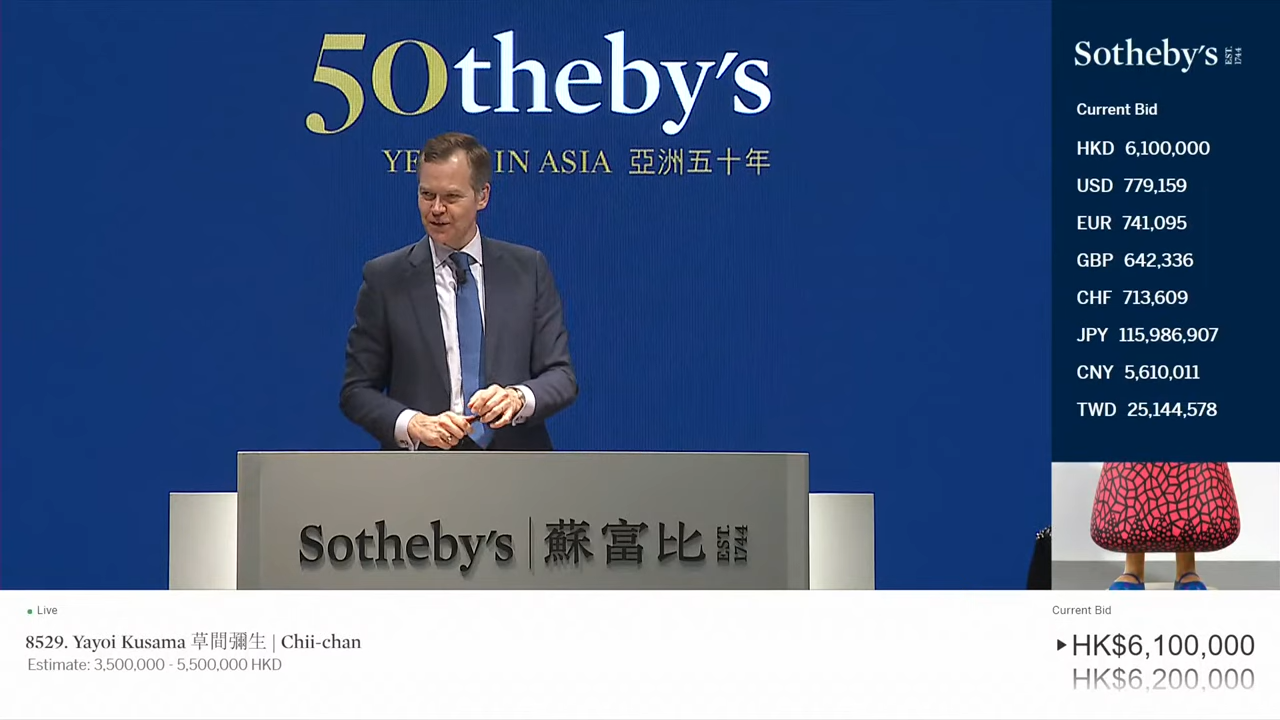 50theby's
YE IN ASIA 亞洲五十年
Sotheby's | 蘇富比 EST. 1744
Sotheby's EST. 1744
Current Bid
HKD 6,100,000
USD 779,159
EUR 741,095
GBP 642,336
CHF 713,609
JPY 115,986,907
CNY 5,610,011
TWD 25,144,578
Live
8529. Yayoi Kusama 草間彌生 | Chii-chan
Estimate: 3,500,000 - 5,500,000 HKD
Current Bid
HK$6,100,000
HK$6,200,000